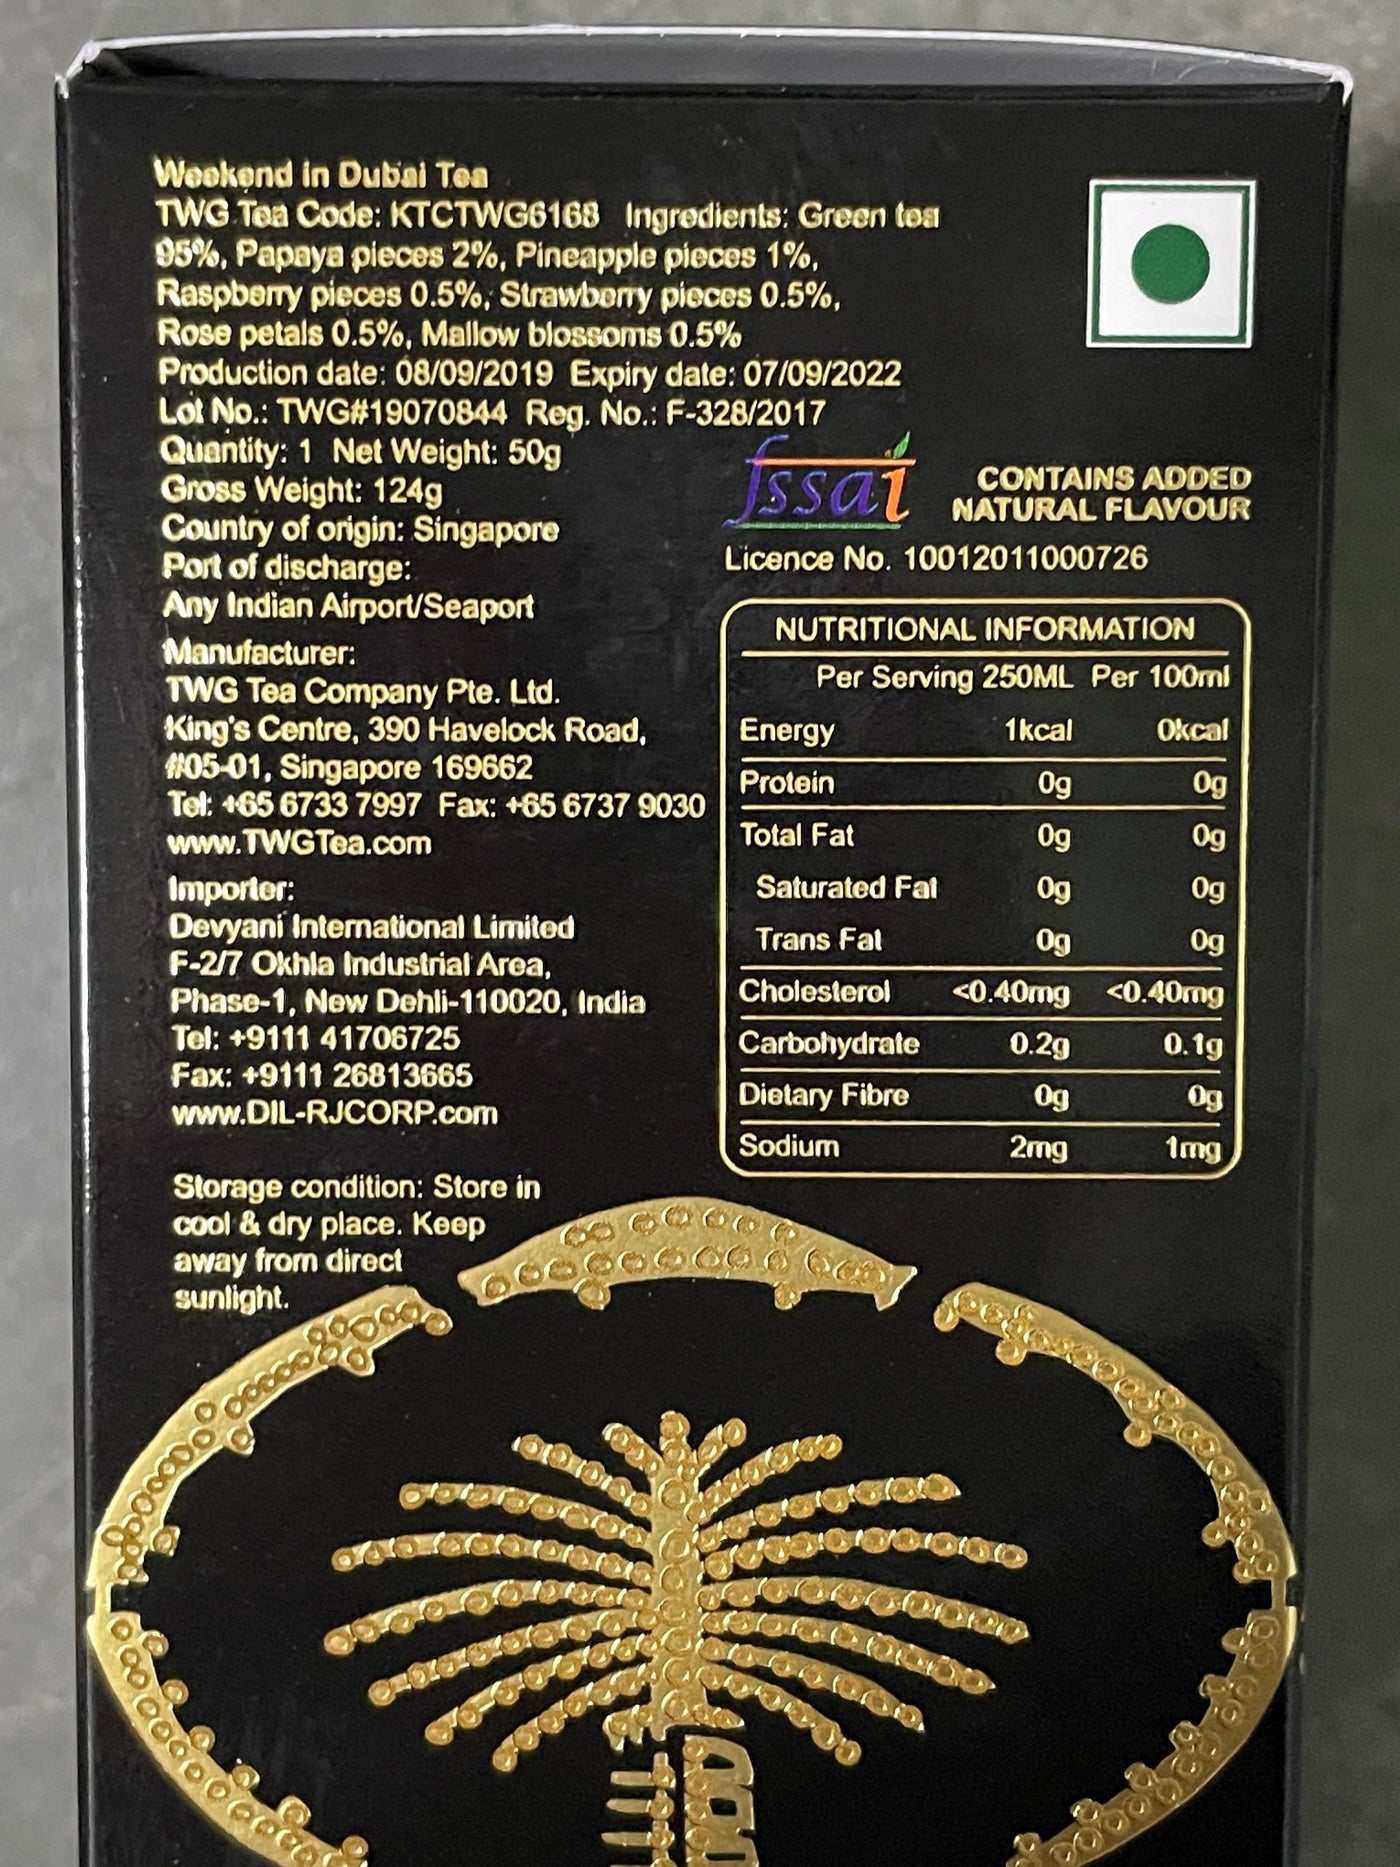 Weekend in Dubai Tea
TWG Tea Code: KTCTWG6168 Ingredients: Green tea
95%, Papaya pieces 2%, Pineapple pieces 1%,
Raspberry pieces 0.5%, Strawberry pieces 0.5%,
Rose petals 0.5%, Mallow blossoms 0.5%
Production date: 08/09/2019 Expiry date: 07/09/2022
Lot No.: TWG#19070844 Reg. No.: F-328/2017
Quantity: 1 Net Weight: 50g
Gross Weight: 124g
Country of origin: Singapore
Port of discharge:
Any Indian Airport/Seaport
Manufacturer:
TWG Tea Company Pte. Ltd.
King's Centre, 390 Havelock Road,
#05-01, Singapore 169662
Tel: +65 6733 7997 Fax: +65 6737 9030
www.TWGTea.com
Importer:
Devyani International Limited
F-2/7 Okhla Industrial Area,
Phase-1, New Dehli-110020, India
Tel: +9111 41706725
Fax: +9111 26813665
www.DIL-RJCORP.com
Storage condition: Store in
cool & dry place. Keep
away from direct
sunlight.
fssai
CONTAINS ADDED
NATURAL FLAVOUR
Licence No. 10012011000726
NUTRITIONAL INFORMATION
Per Serving 250ML Per 100ml
Energy 1kcal 0kcal
Protein 0g 0g
Total Fat 0g 0g
Saturated Fat 0g 0g
Trans Fat 0g 0g
Cholesterol <0.40mg <0.40mg
Carbohydrate 0.2g 0.1g
Dietary Fibre 0g 0g
Sodium 2mg 1mg